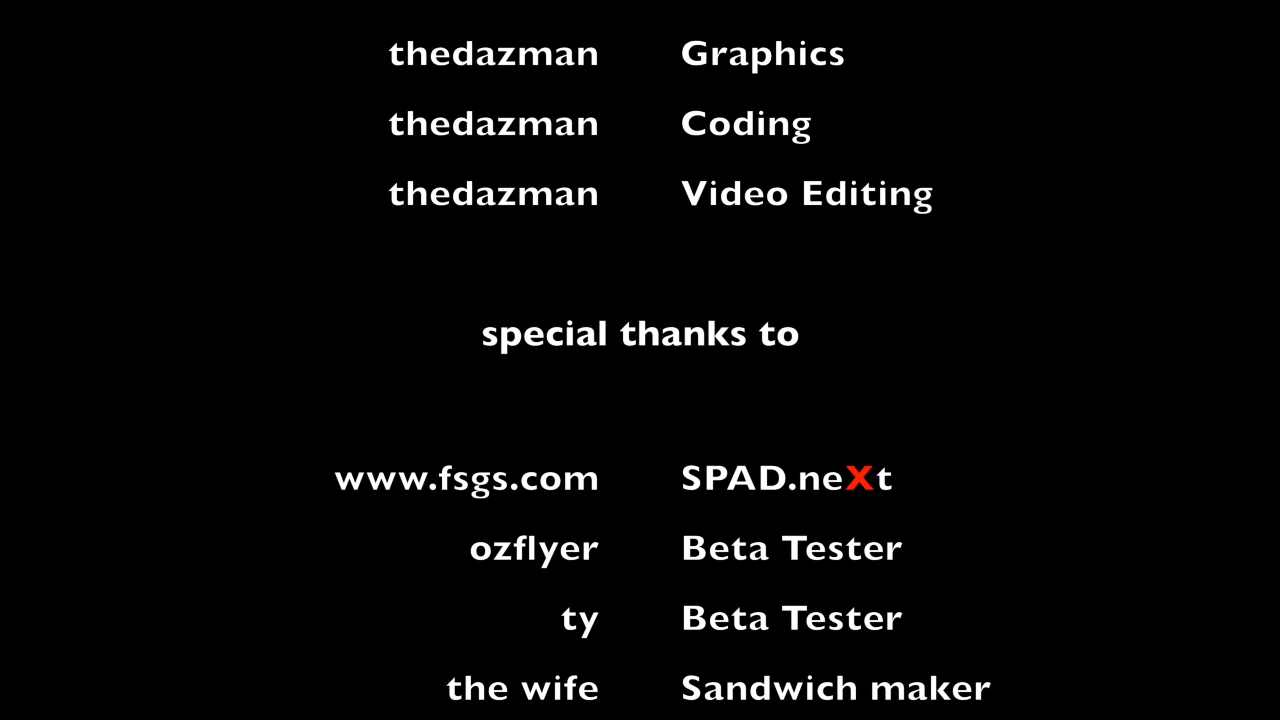 thedazman Graphics
thedazman Coding
thedazman Video Editing
special thanks to
www.fsgs.com SPAD.neXt
ozflyer Beta Tester
ty Beta Tester
the wife Sandwich maker